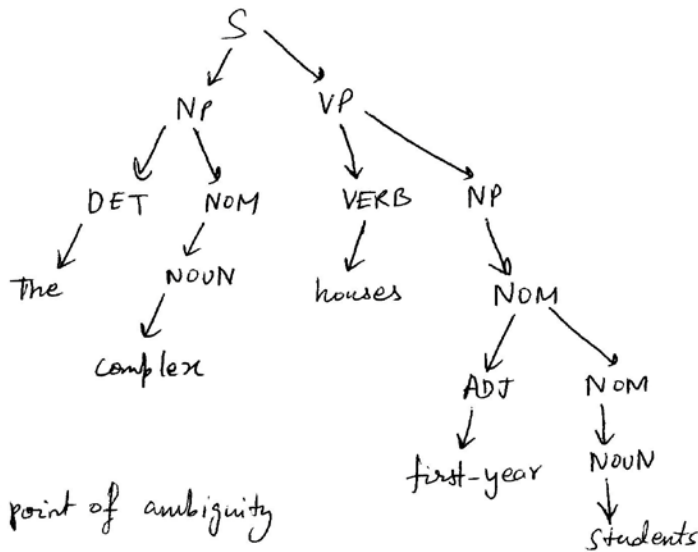 S
NP VP
DET NOM VERB NP
The NOUN houses NOM
complex ADJ NOM
first-year NOUN
point of ambiguity students